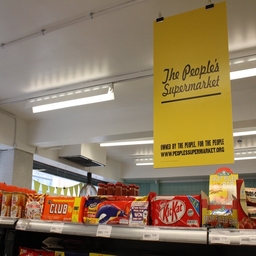 The People's
Supermarket
OWNED BY THE PEOPLE, FOR THE PEOPLE
WWW.PEOPLESSUPERMARKET.ORG
CLUB
KitKat